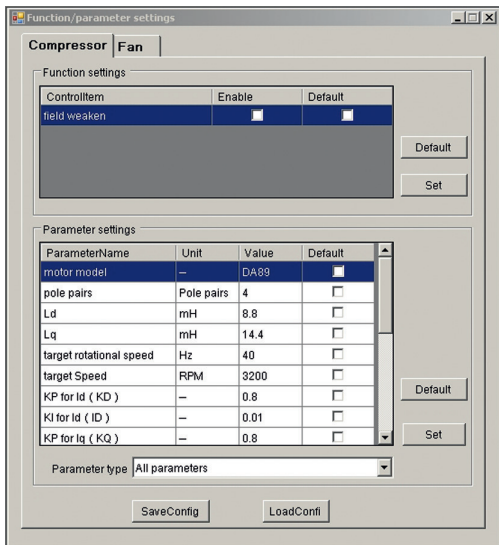 Function/parameter settings
Compressor Fan
Function settings
ControlItem Enable Default
field weaken
Default
Set
Parameter settings
ParameterName Unit Value Default
motor model – DA89
pole pairs Pole pairs 4
Ld mH 8.8
Lq mH 14.4
target rotational speed Hz 40
target Speed RPM 3200
KP for Id ( KD ) – 0.8
KI for Id ( ID ) – 0.01
KP for Iq ( KQ ) – 0.8
Default
Set
Parameter type All parameters
SaveConfig LoadConfi